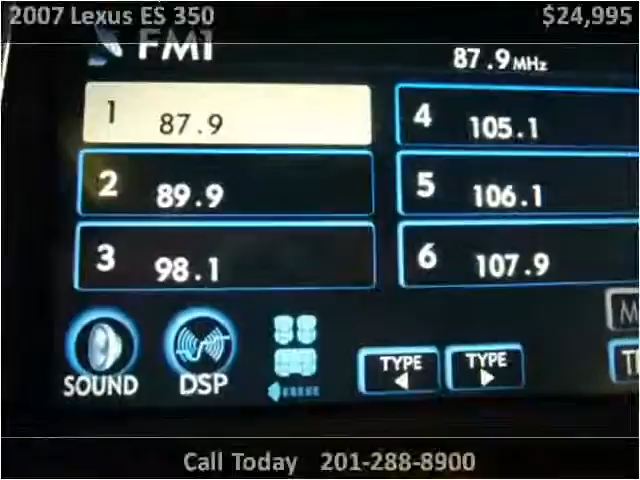 2007 Lexus ES 350 $24,995
FM1 87.9MHz
1 87.9
4 105.1
2 89.9
5 106.1
3 98.1
6 107.9
SOUND DSP TYPE TYPE
Call Today 201-288-8900